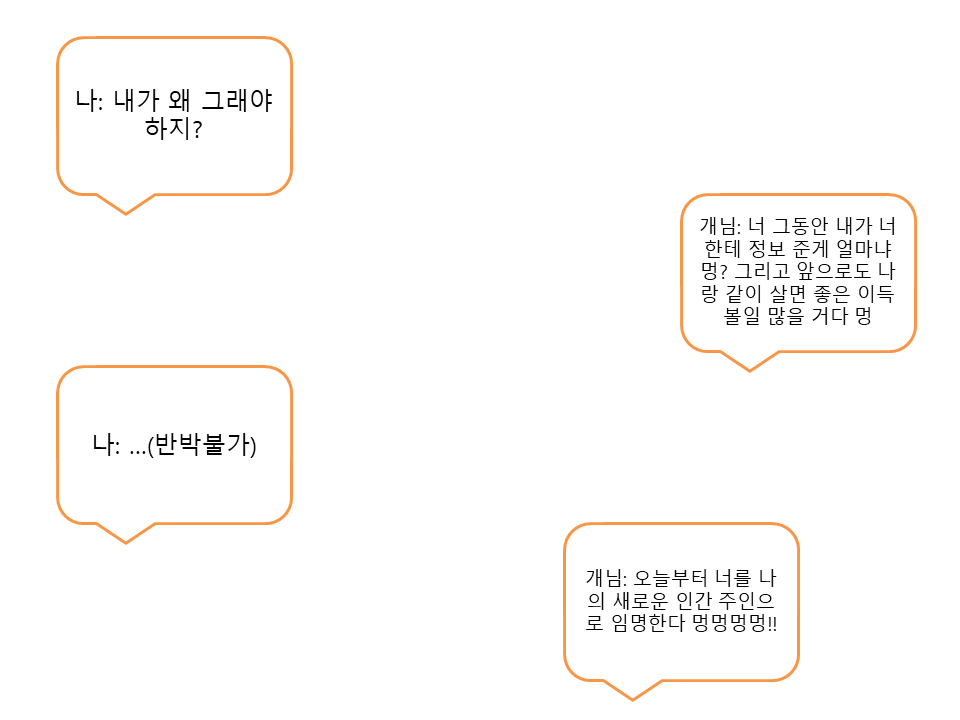 나: 내가 왜 그래야
하지?
개님: 너 그동안 내가 너
한테 정보 준게 얼마냐
멍? 그리고 앞으로도 나
랑 같이 살면 좋은 이득
볼일 많을 거다 멍
나: …(반박불가)
개님: 오늘부터 너를 나
의 새로운 인간 주인으
로 임명한다 멍멍멍멍!!